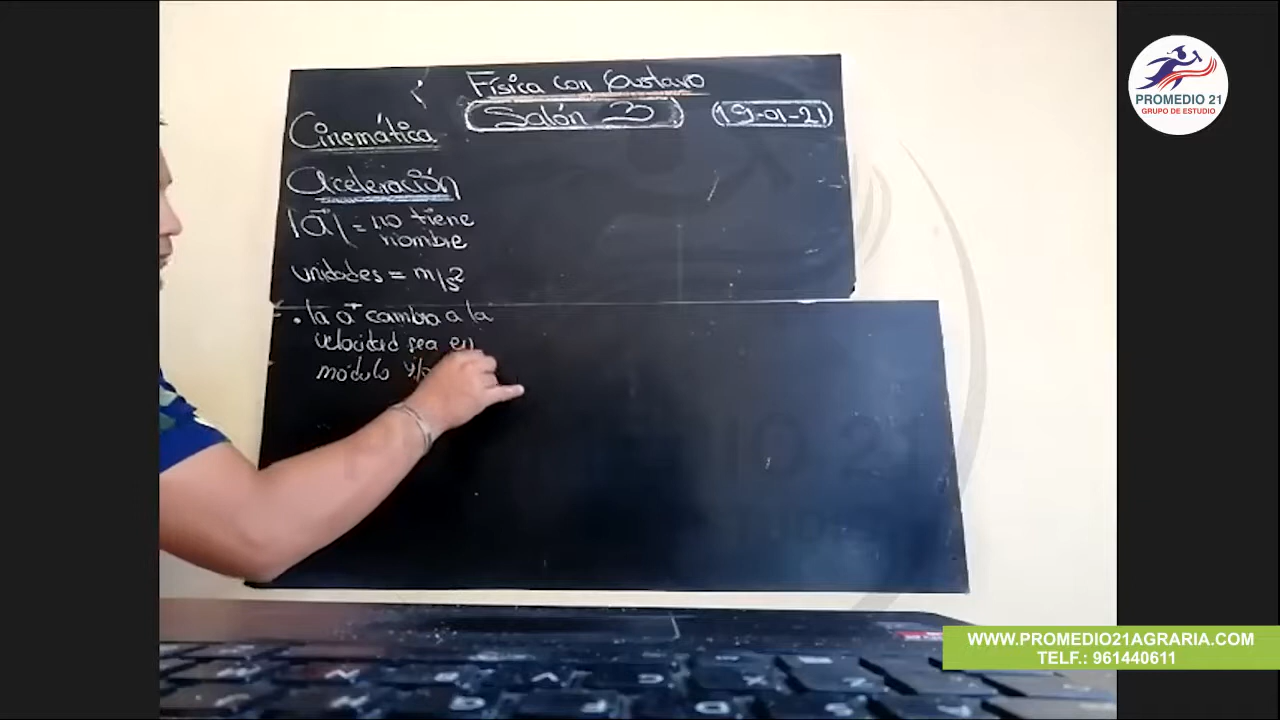 Física con Gustavo
Salón 3
(19-01-21)
Cinemática
Aceleración
|a⃗| = no tiene
nombre
unidades = m/s²
• la a⃗ cambia a la
velocidad sea en
módulo y/o
PROMEDIO 21
GRUPO DE ESTUDIO
WWW.PROMEDIO21AGRARIA.COM
TELF.: 961440611